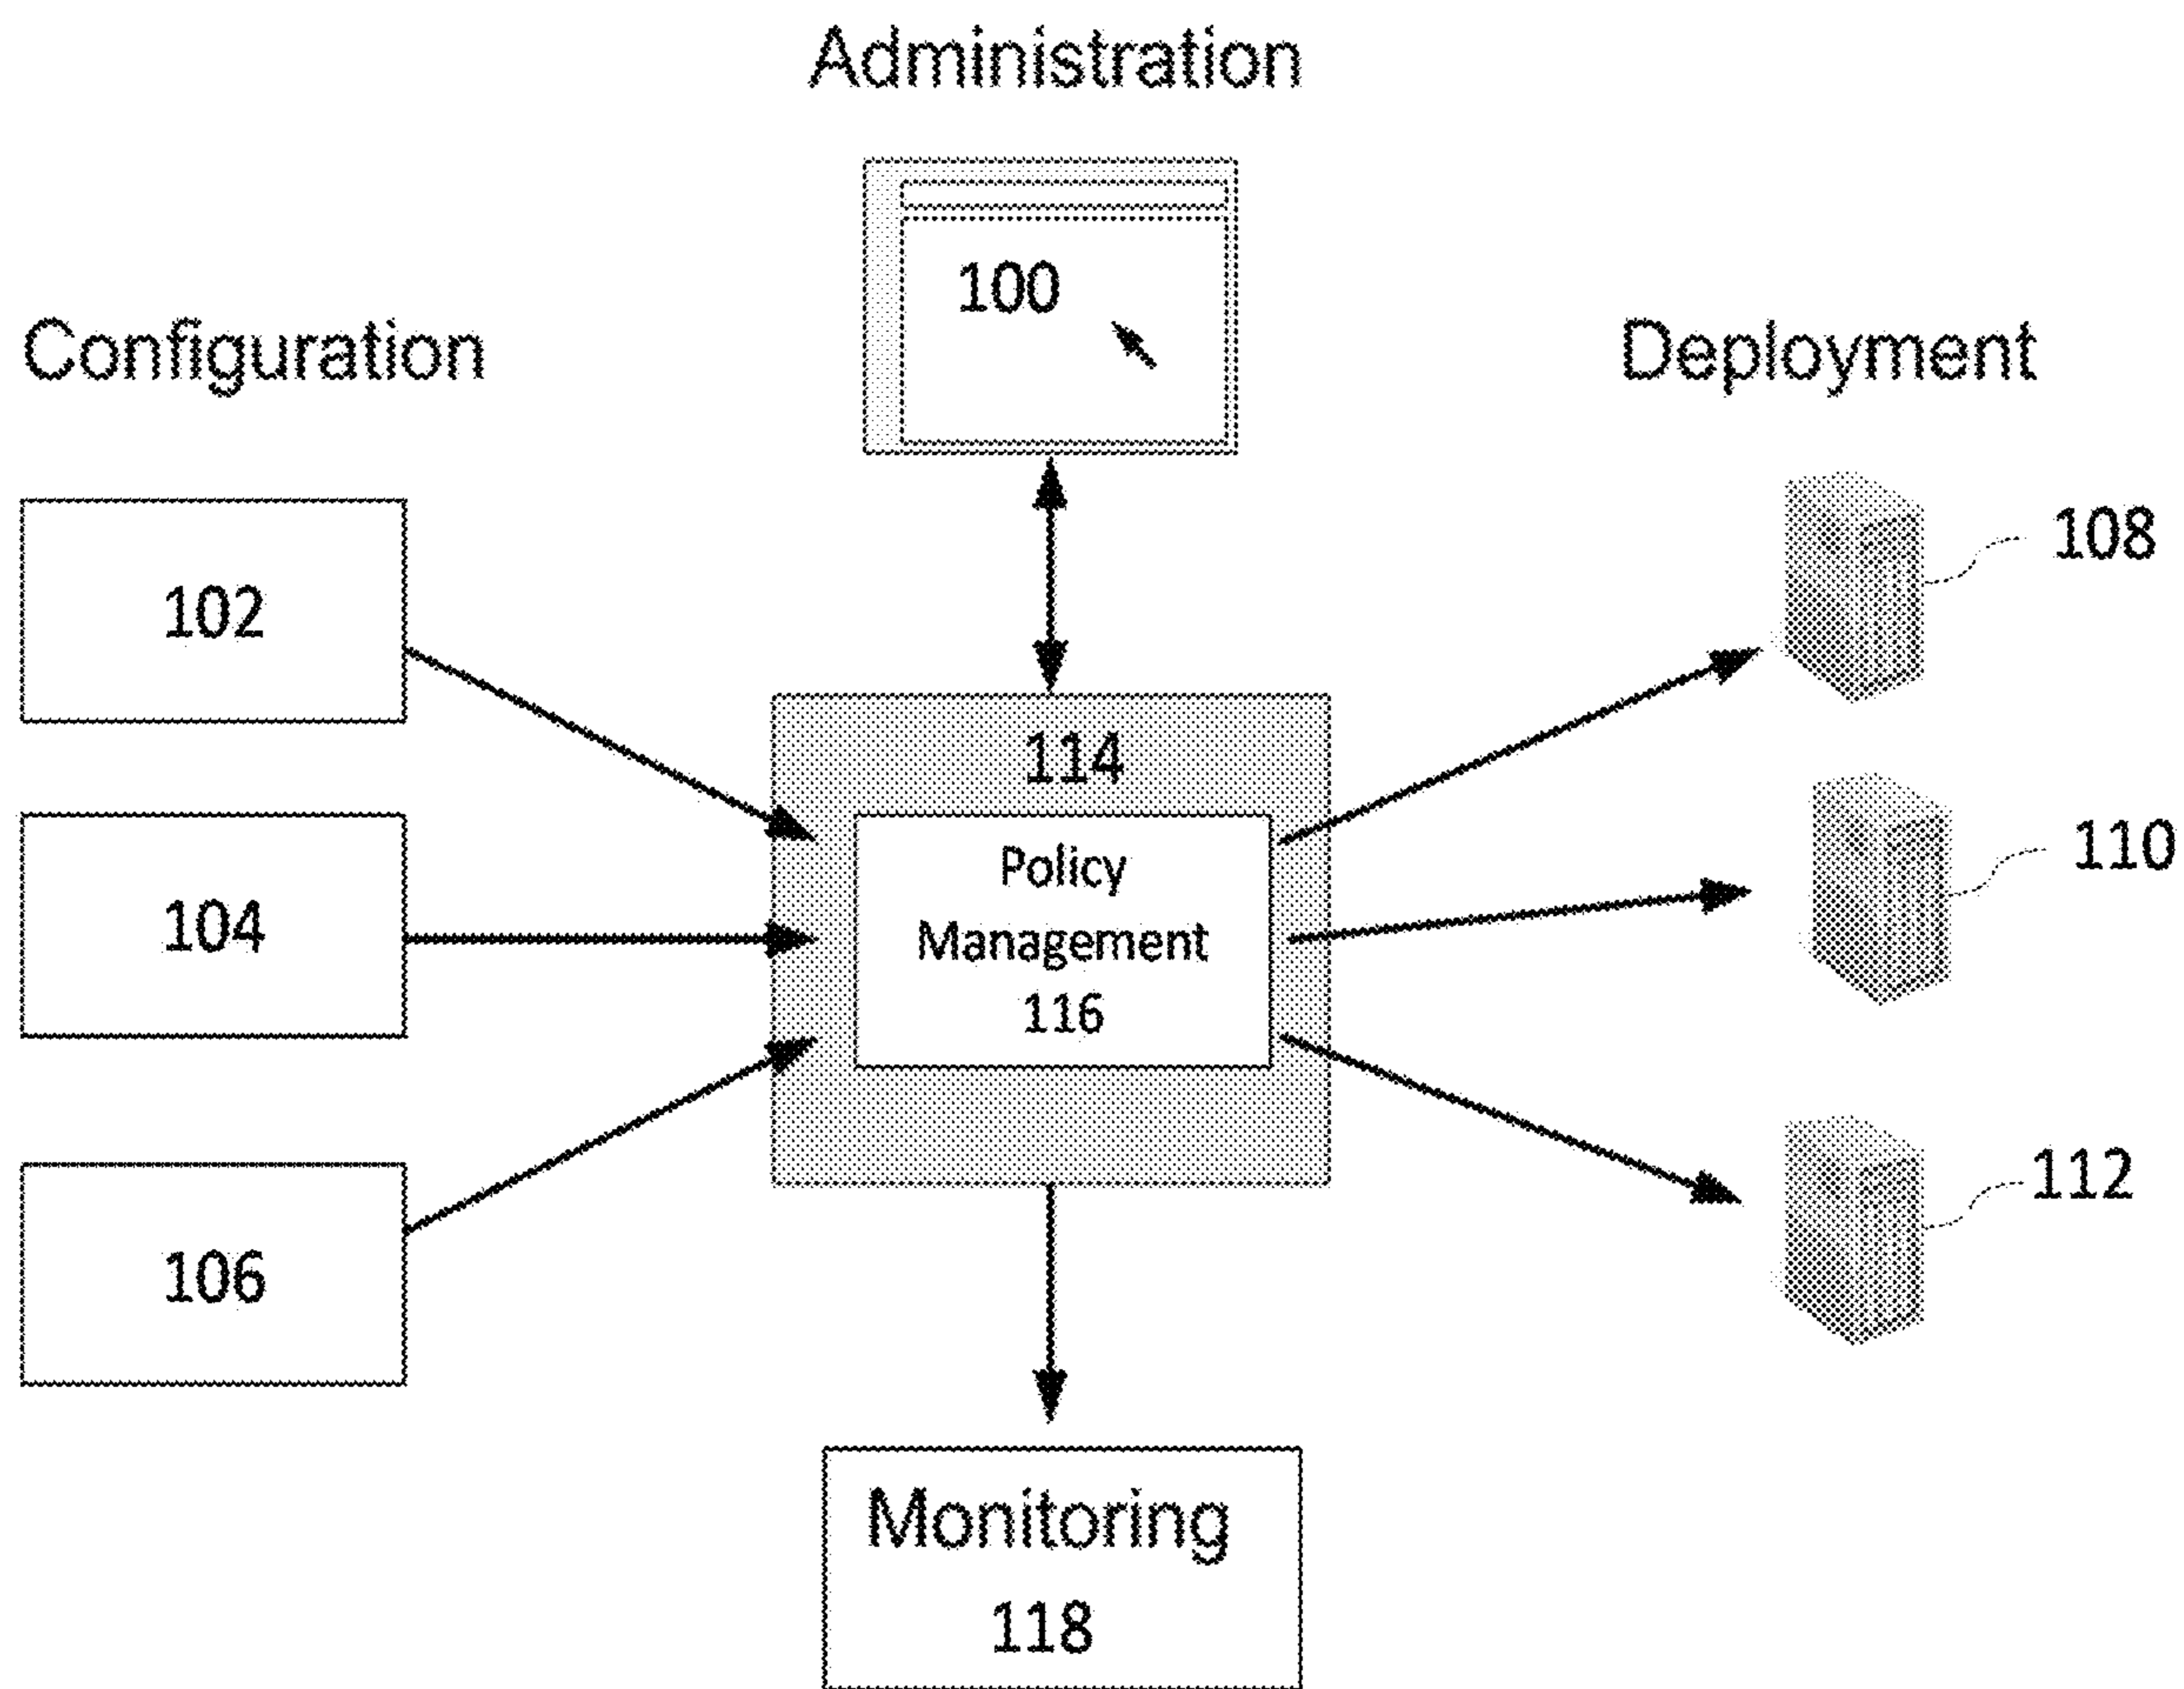 Administration
100
Configuration
Deployment
102
108
114
Policy
Management
116
104
110
106
112
Monitoring
118